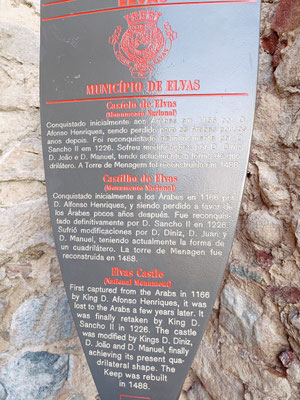 ELVAS
MUNICÍPIO DE ELVAS
Castelo de Elvas
(Monumento Nacional)
Conquistado inicialmente aos Árabes em 1166 por D.
Afonso Henriques, sendo perdido para os Árabes poucos
anos depois. Foi reconquistado definitivamente por D.
Sancho II em 1226. Sofreu modificações por D. Diniz,
D. João e D. Manuel, tendo actualmente a forma de qua-
drilátero. A Torre de Menagem foi reconstruída em 1488.
Castilho de Elvas
(Monumento Nacional)
Conquistado inicialmente a los Árabes en 1166 por
D. Afonso Henriques, y siendo perdido a favor de
los Árabes pocos años después. Fue reconquis-
tado definitivamente por D. Sancho II en 1226.
Sufrió modificaciones por D. Diniz, D. Juan y
D. Manuel, teniendo actualmente la forma de
un cuadrilátero. La torre de Menagen fue
reconstruída en 1488.
Elvas Castle
(National Monument)
First captured from the Arabs in 1166
by King D. Afonso Henriques, it was
lost to the Arabs a few years later. It
was finally retaken by King D.
Sancho II in 1226. The castle
was modified by Kings D. Diniz,
D. João and D. Manuel, finally
achieving its present qua-
drilateral shape. The
Keep was rebuilt
in 1488.